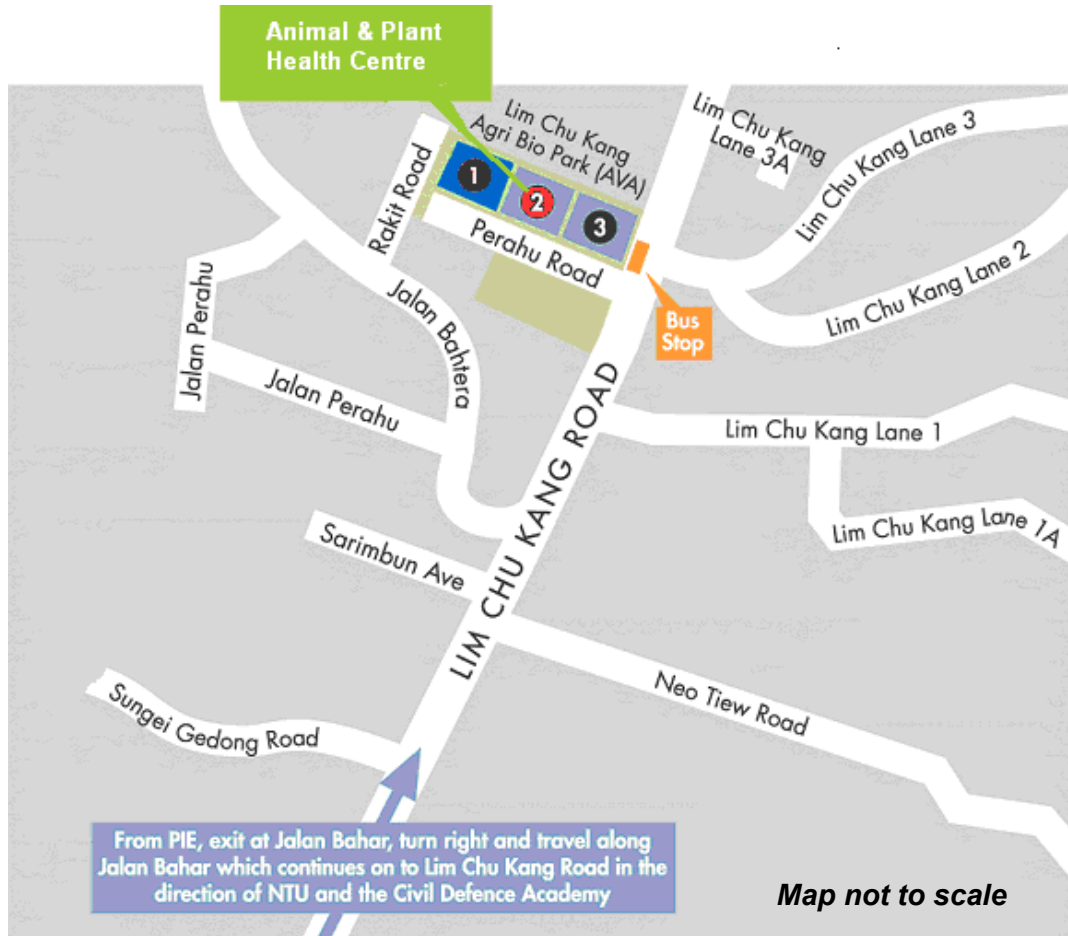 Animal & Plant
Health Centre
Lim Chu Kang
Agri Bio Park (AVA)
Lim Chu Kang
Lane 3A
Lim Chu Kang Lane 3
Rakit Road
1
2
3
Perahu Road
Lim Chu Kang Lane 2
Bus
Stop
Jalan Perahu
Jalan Bahtera
Jalan Perahu
Lim Chu Kang Lane 1
Lim Chu Kang Lane 1A
LIM CHU KANG ROAD
Sarimbun Ave
Neo Tiew Road
Sungei Gedong Road
From PIE, exit at Jalan Bahar, turn right and travel along
Jalan Bahar which continues on to Lim Chu Kang Road in the
direction of NTU and the Civil Defence Academy
Map not to scale